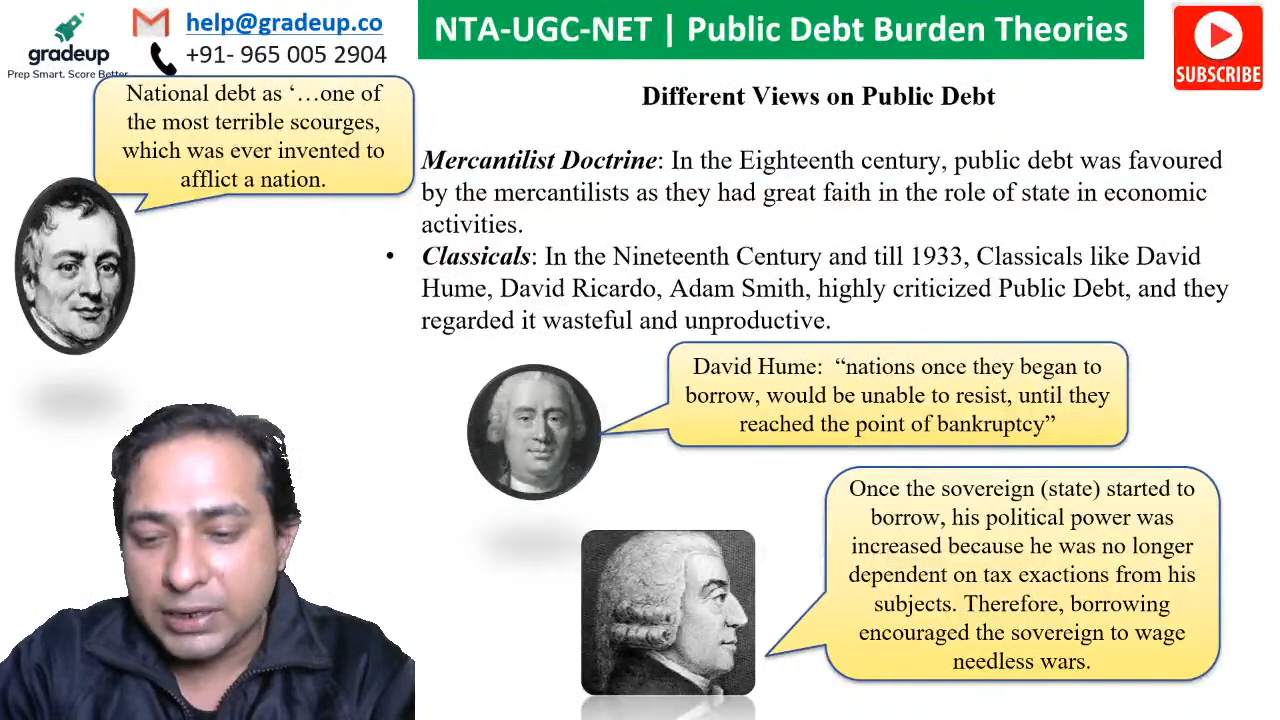 gradeup
Prep Smart. Score Better.
help@gradeup.co
+91- 965 005 2904
NTA-UGC-NET | Public Debt Burden Theories
SUBSCRIBE
National debt as ‘…one of
the most terrible scourges,
which was ever invented to
afflict a nation.
Different Views on Public Debt
Mercantilist Doctrine: In the Eighteenth century, public debt was favoured
by the mercantilists as they had great faith in the role of state in economic
activities.
• Classicals: In the Nineteenth Century and till 1933, Classicals like David
Hume, David Ricardo, Adam Smith, highly criticized Public Debt, and they
regarded it wasteful and unproductive.
David Hume: “nations once they began to
borrow, would be unable to resist, until they
reached the point of bankruptcy”
Once the sovereign (state) started to
borrow, his political power was
increased because he was no longer
dependent on tax exactions from his
subjects. Therefore, borrowing
encouraged the sovereign to wage
needless wars.